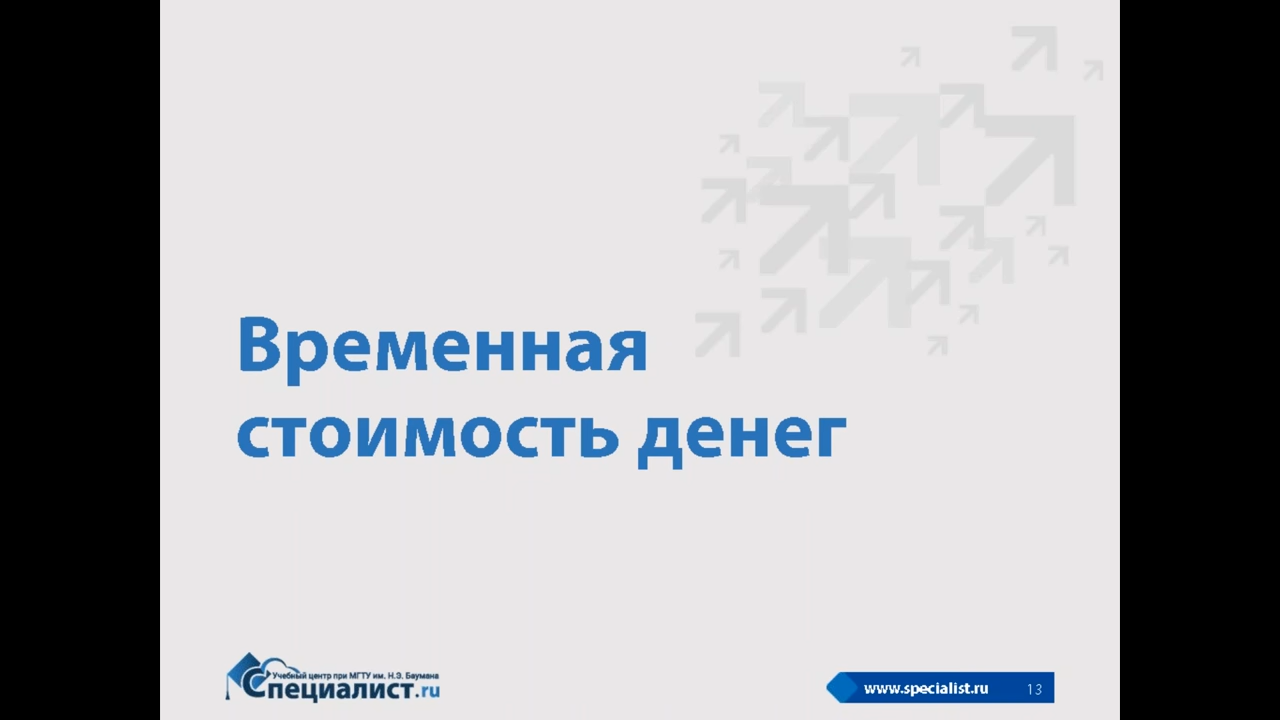 Временная
стоимость денег
Учебный центр при МГТУ им. Н.Э. Баумана
Специалист.ru
www.specialist.ru 13